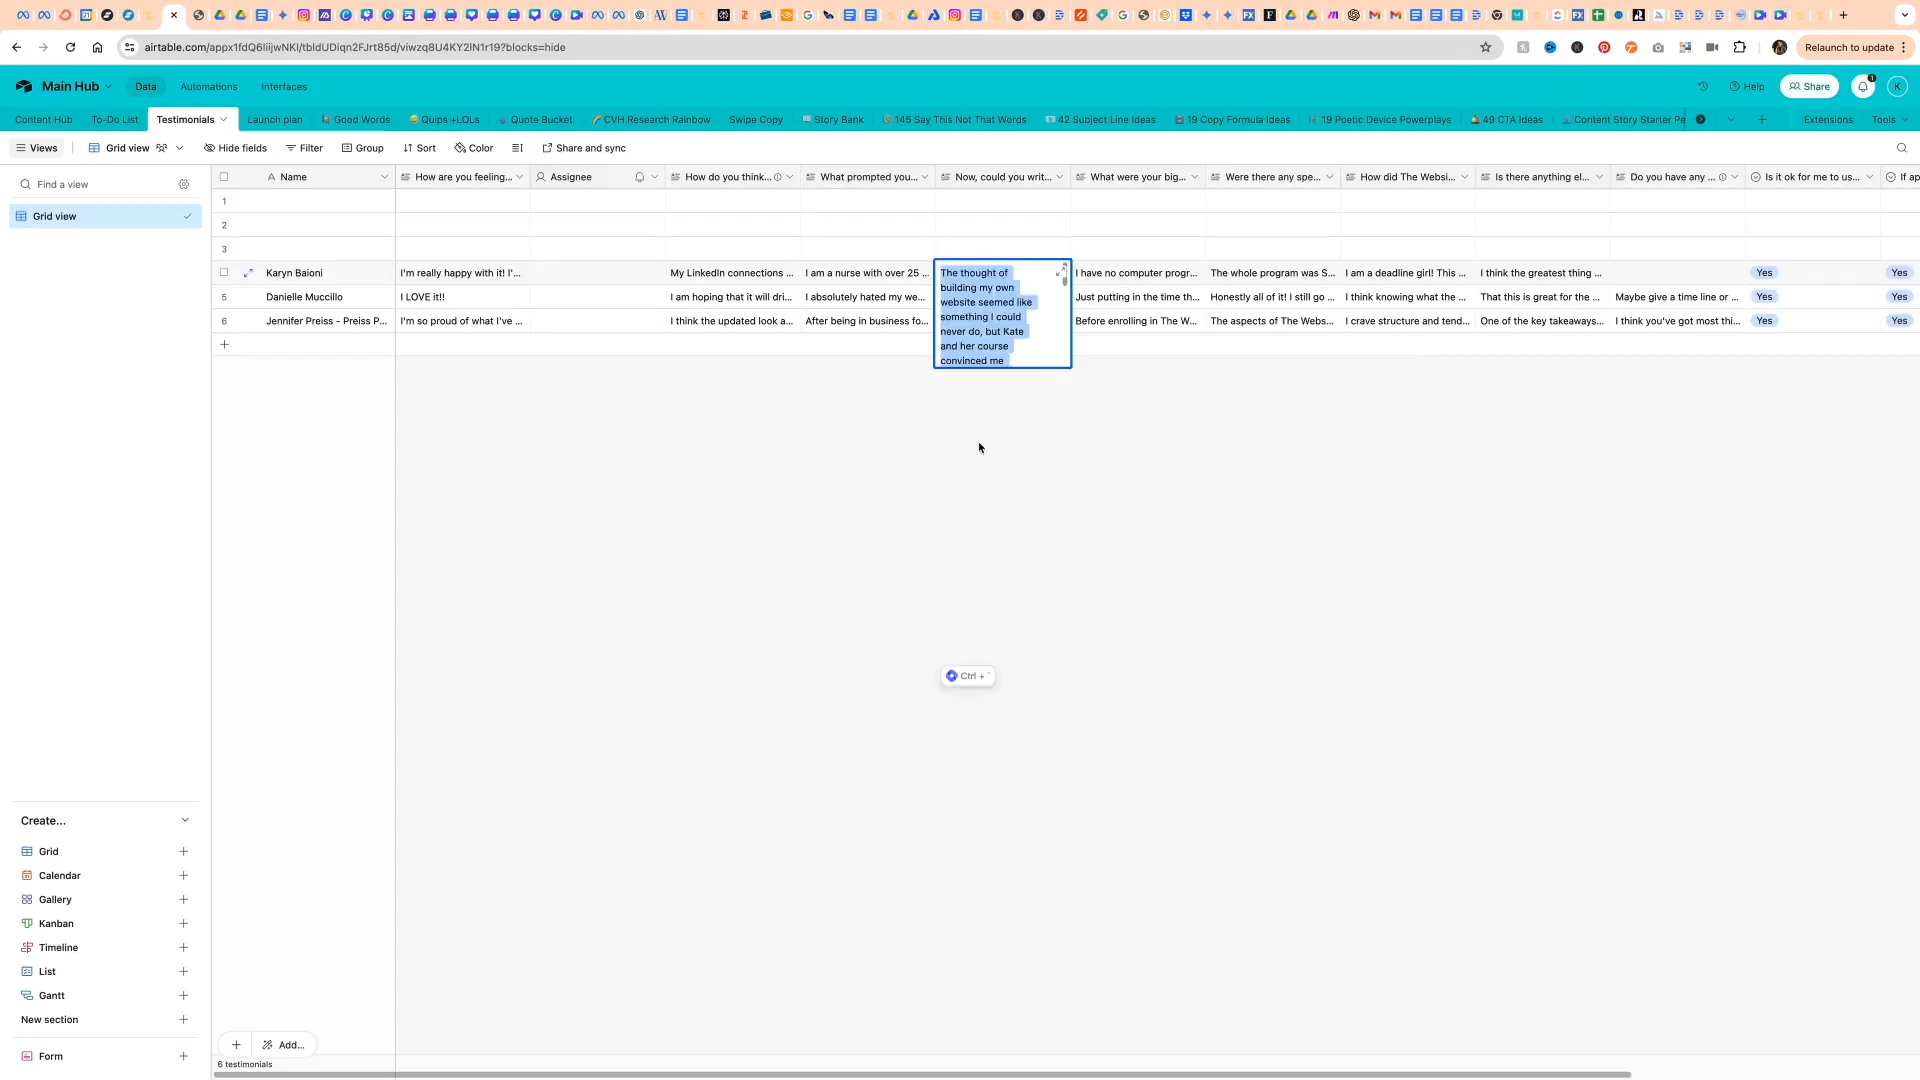 airtable.com/appx1fdQ6IiijwNKl/tbldUDiqn2FJrt85d/viwzq8U4KY2lN1r19?blocks=hide
Relaunch to update
Main Hub
Data
Automations
Interfaces
Help
Share
1
K
Content Hub
To-Do List
Testimonials
Launch plan
Good Words
Quips +LOLs
Quote Bucket
CVH Research Rainbow
Swipe Copy
Story Bank
145 Say This Not That Words
42 Subject Line Ideas
19 Copy Formula Ideas
19 Poetic Device Powerplays
49 CTA Ideas
Content Story Starter Pe
Extensions
Tools
Views
Grid view
Hide fields
Filter
Group
Sort
Color
Share and sync
Find a view
Grid view
Name
How are you feeling...
Assignee
How do you think...
What prompted you...
Now, could you writ...
What were your big...
Were there any spe...
How did The Websi...
Is there anything el...
Do you have any ...
Is it ok for me to us...
If ap
1
2
3
Karyn Baioni
I'm really happy with it! I'...
My LinkedIn connections ...
I am a nurse with over 25 ...
The thought of
building my own
website seemed like
something I could
never do, but Kate
and her course
convinced me
I have no computer progr...
The whole program was S...
I am a deadline girl! This ...
I think the greatest thing ...
Yes
Yes
5
Danielle Muccillo
I LOVE it!!
I am hoping that it will dri...
I absolutely hated my we...
Just putting in the time th...
Honestly all of it! I still go ...
I think knowing what the ...
That this is great for the ...
Maybe give a time line or ...
Yes
Yes
6
Jennifer Preiss - Preiss P...
I'm so proud of what I've ...
I think the updated look a...
After being in business fo...
Before enrolling in The W...
The aspects of The Webs...
I crave structure and tend...
One of the key takeaways...
I think you've got most thi...
Yes
Yes
Ctrl + `
Create...
Grid
Calendar
Gallery
Kanban
Timeline
List
Gantt
New section
Form
Add...
6 testimonials